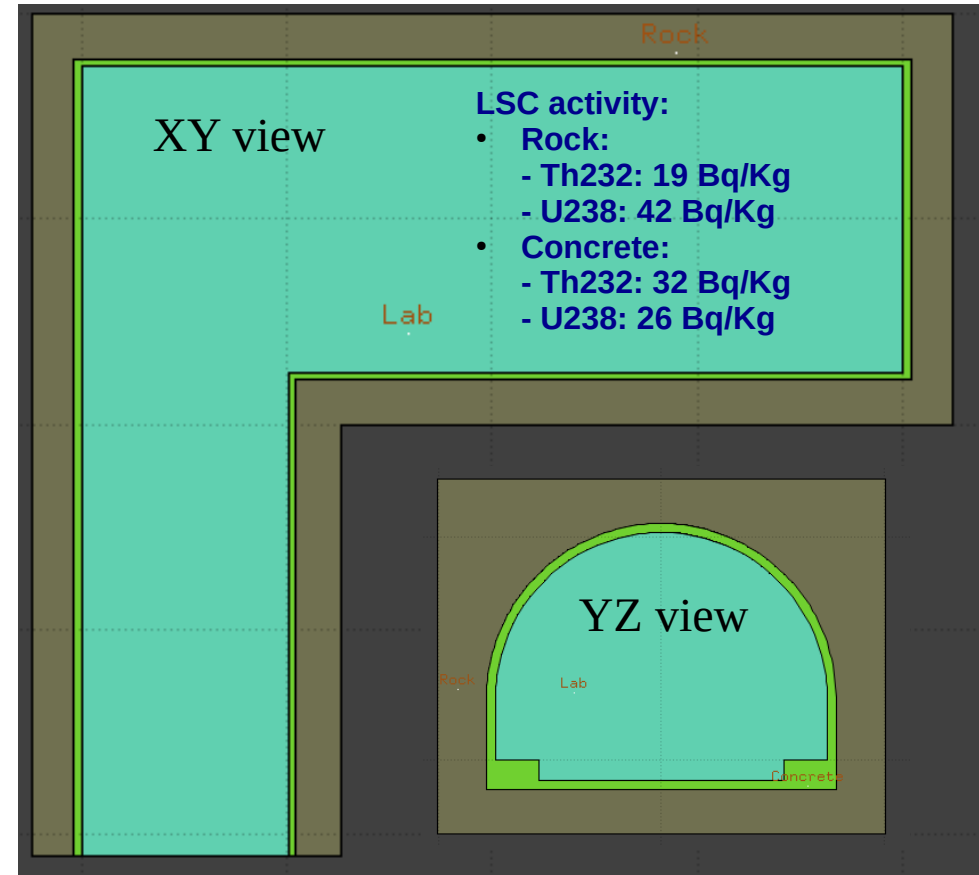 Rock
XY view
LSC activity:
• Rock:
- Th232: 19 Bq/Kg
- U238: 42 Bq/Kg
• Concrete:
- Th232: 32 Bq/Kg
- U238: 26 Bq/Kg
Lab
YZ view
Rock
Lab
Concrete